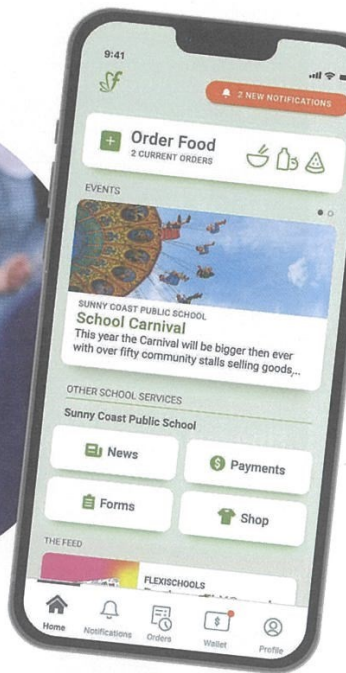 9:41
2 NEW NOTIFICATIONS
Order Food
2 CURRENT ORDERS
EVENTS
SUNNY COAST PUBLIC SCHOOL
School Carnival
This year the Carnival will be bigger then ever
with over fifty community stalls selling goods,..
OTHER SCHOOL SERVICES
Sunny Coast Public School
News
Payments
Forms
Shop
THE FEED
FLEXISCHOOLS
Home
Notifications
Orders
Wallet
Profile